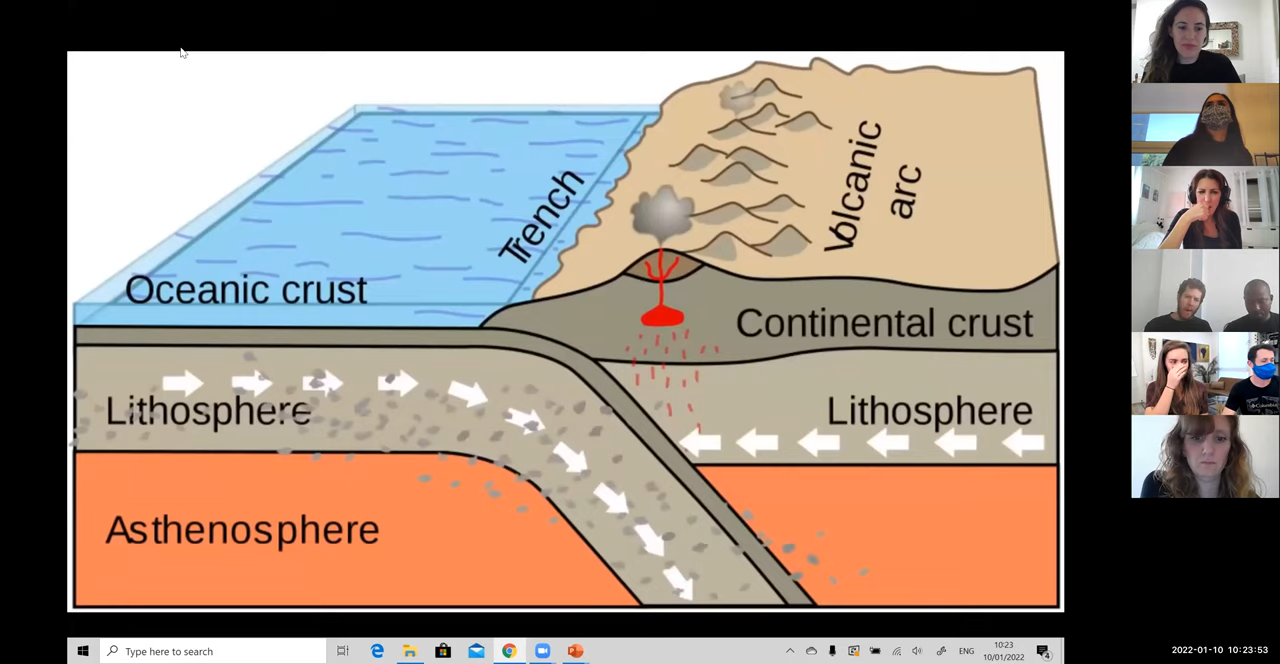 Oceanic crust
Trench
Volcanic
arc
Continental crust
Lithosphere
Lithosphere
Asthenosphere
Type here to search
ENG
10:23
10/01/2022
4
2022-01-10 10:23:53